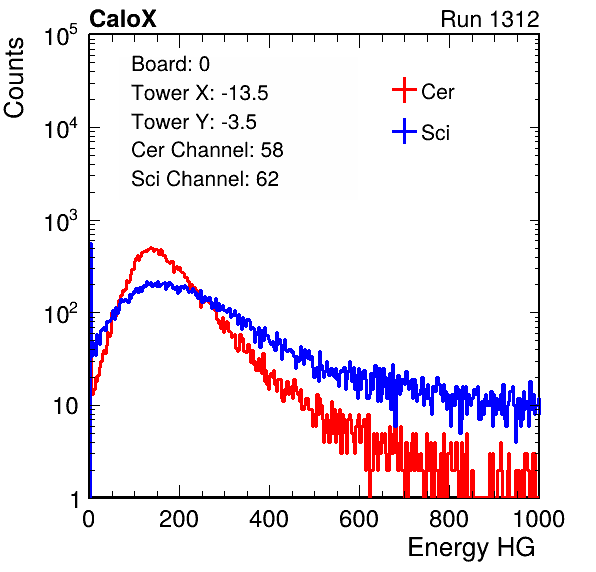 CaloX Run 1312
Counts
Board: 0
Tower X: -13.5
Tower Y: -3.5
Cer Channel: 58
Sci Channel: 62
Cer
Sci
10^5
10^4
10^3
10^2
10
1
0 200 400 600 800 1000
Energy HG